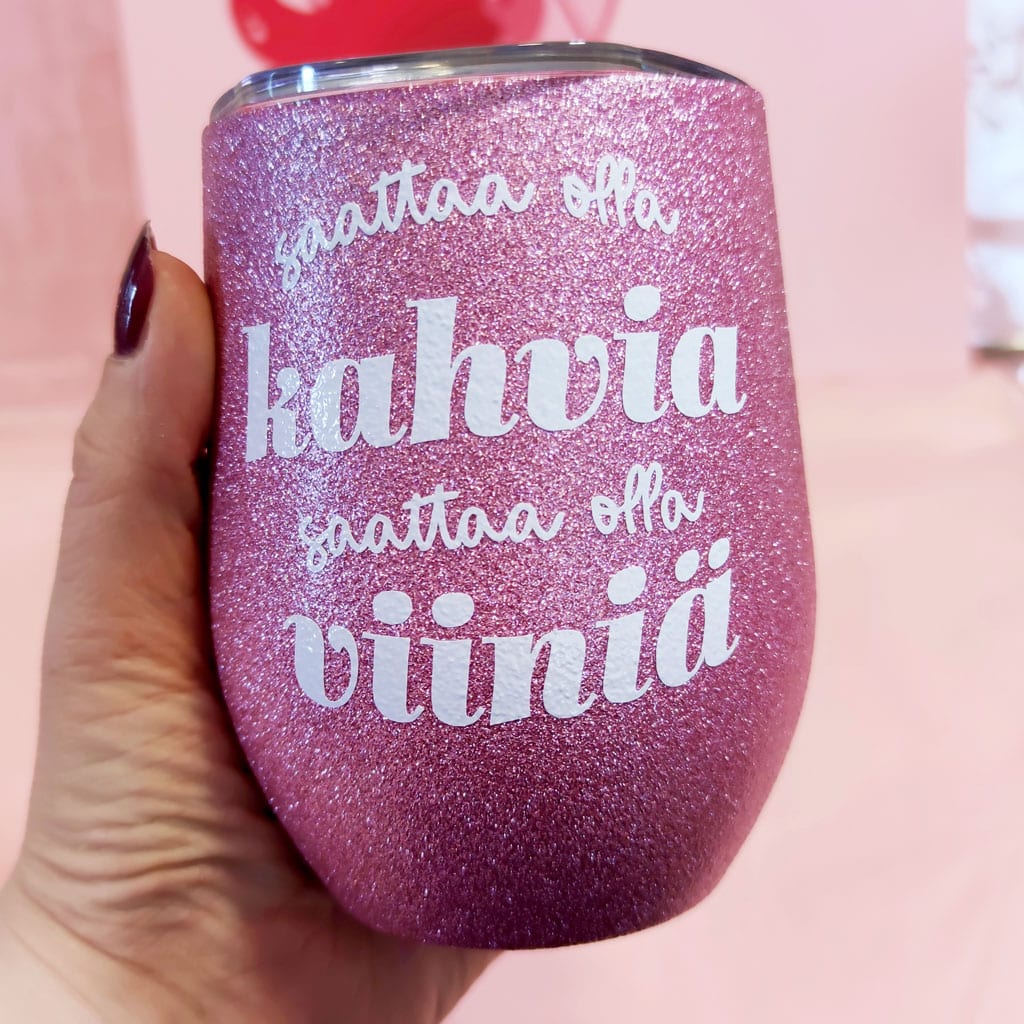 saattaa olla
kahvia
saattaa olla
viiniä